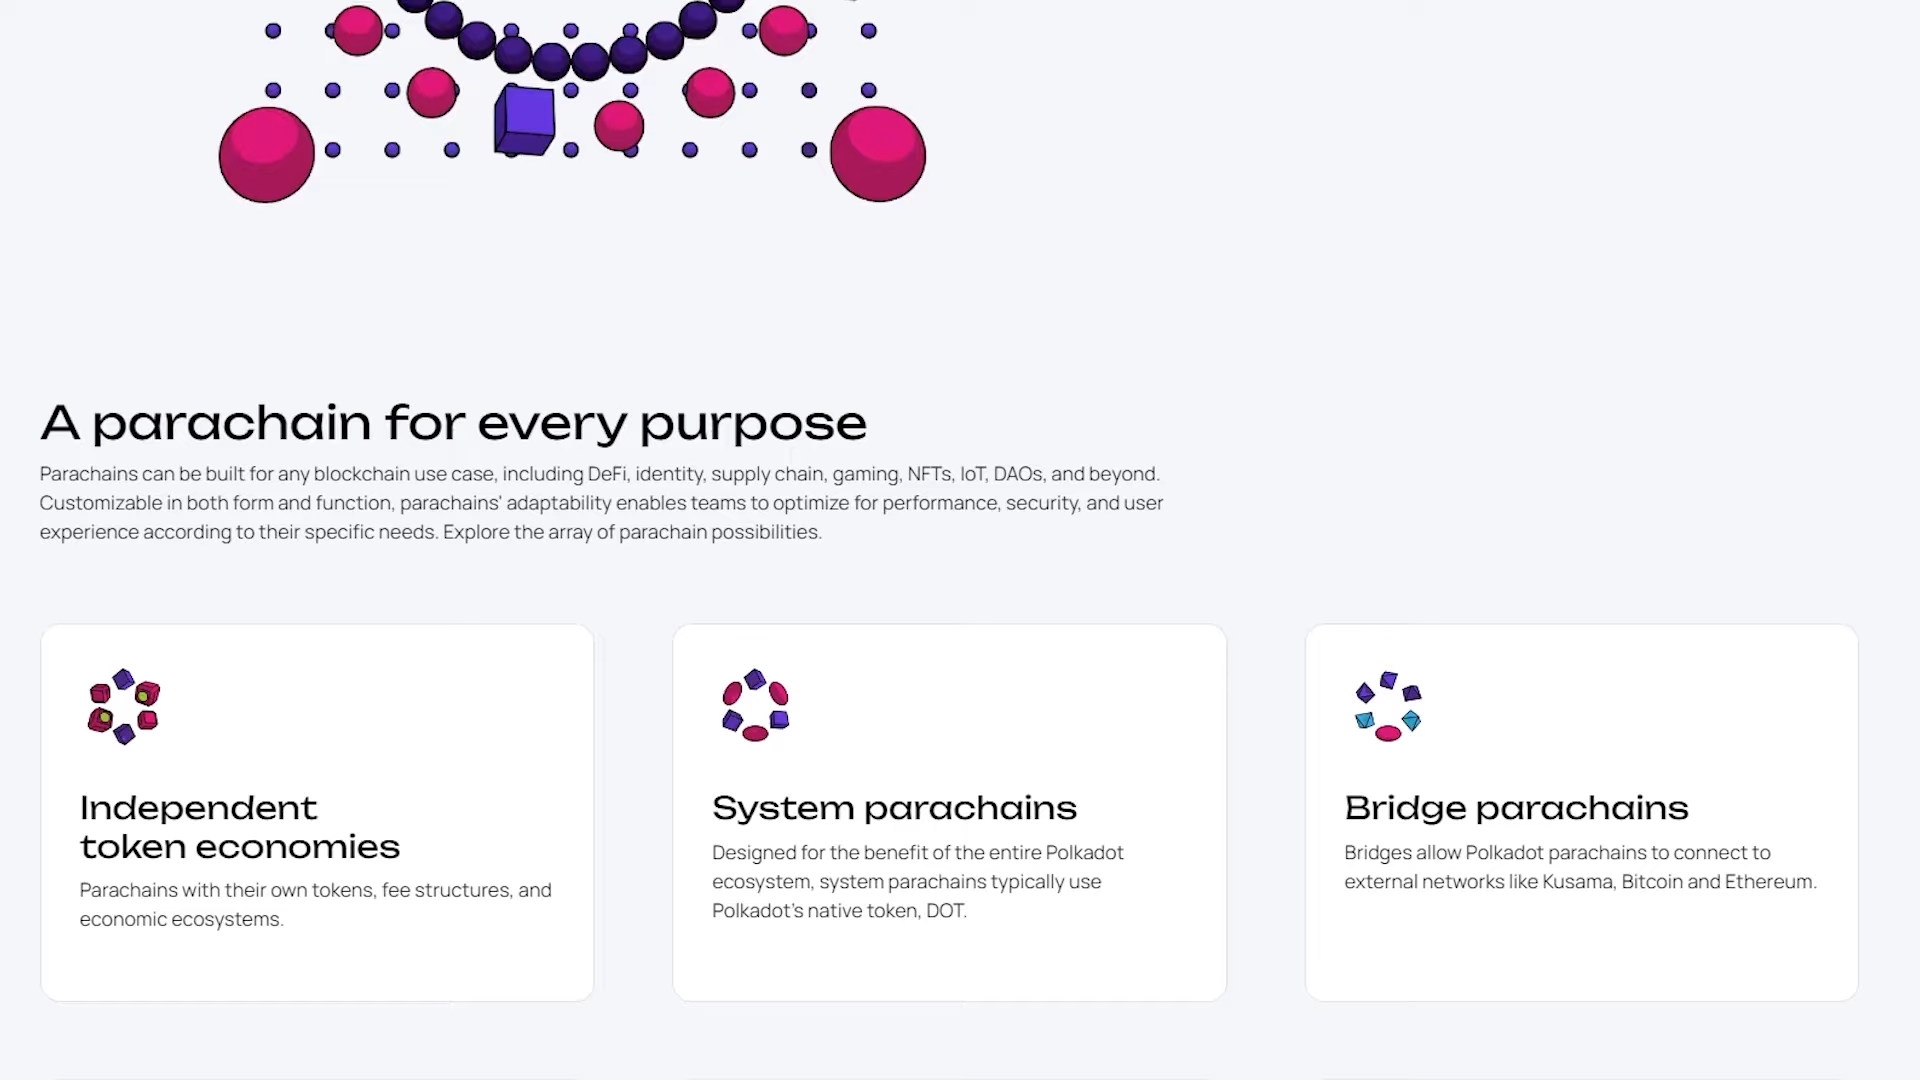 A parachain for every purpose
Parachains can be built for any blockchain use case, including DeFi, identity, supply chain, gaming, NFTs, IoT, DAOs, and beyond.
Customizable in both form and function, parachains' adaptability enables teams to optimize for performance, security, and user
experience according to their specific needs. Explore the array of parachain possibilities.
Independent
token economies
Parachains with their own tokens, fee structures, and
economic ecosystems.
System parachains
Designed for the benefit of the entire Polkadot
ecosystem, system parachains typically use
Polkadot's native token, DOT.
Bridge parachains
Bridges allow Polkadot parachains to connect to
external networks like Kusama, Bitcoin and Ethereum.